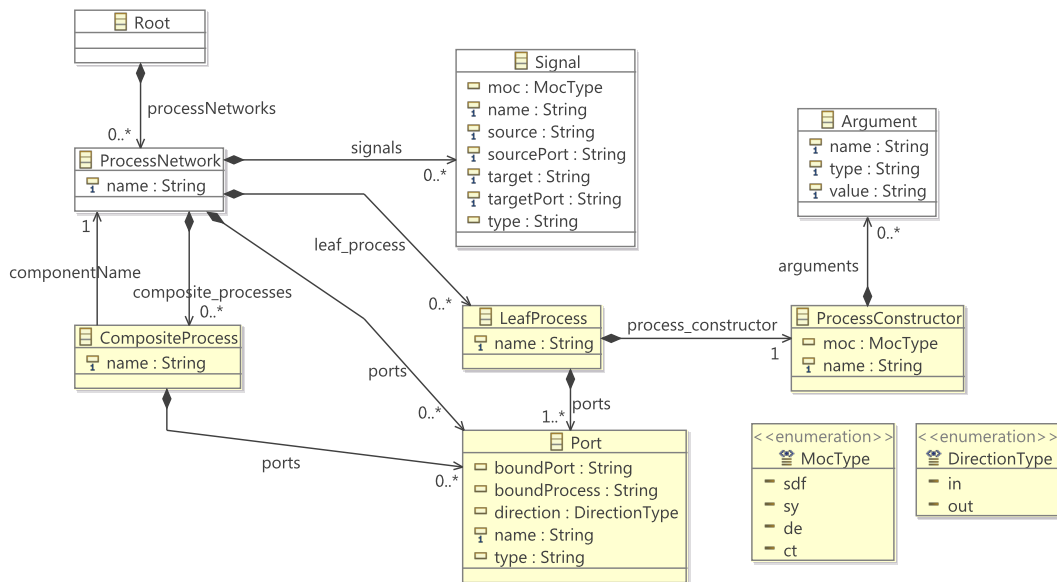 Root
processNetworks
0..*
ProcessNetwork
name : String
signals
0..*
Signal
moc : MocType
name : String
source : String
sourcePort : String
target : String
targetPort : String
type : String
Argument
name : String
type : String
value : String
0..*
arguments
1
componentName
composite_processes
0..*
leaf_process
0..*
CompositeProcess
name : String
ports
0..*
LeafProcess
name : String
process_constructor
1
ProcessConstructor
moc : MocType
name : String
ports
1..*
ports
0..*
Port
boundPort : String
boundProcess : String
direction : DirectionType
name : String
type : String
<<enumeration>>
MocType
sdf
sy
de
ct
<<enumeration>>
DirectionType
in
out